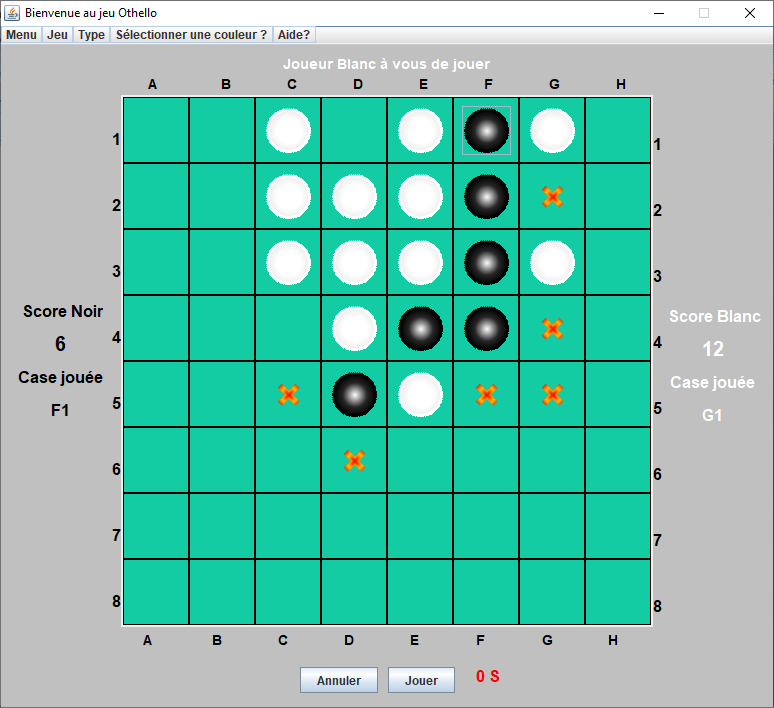 Bienvenue au jeu Othello
Menu Jeu Type Sélectionner une couleur ? Aide?
Joueur Blanc à vous de jouer
A B C D E F G H
1 1
2 2
3 3
Score Noir Score Blanc
6 4 4 12
Case jouée Case jouée
F1 5 5 G1
6 6
7 7
8 8
A B C D E F G H
Annuler Jouer 0 S